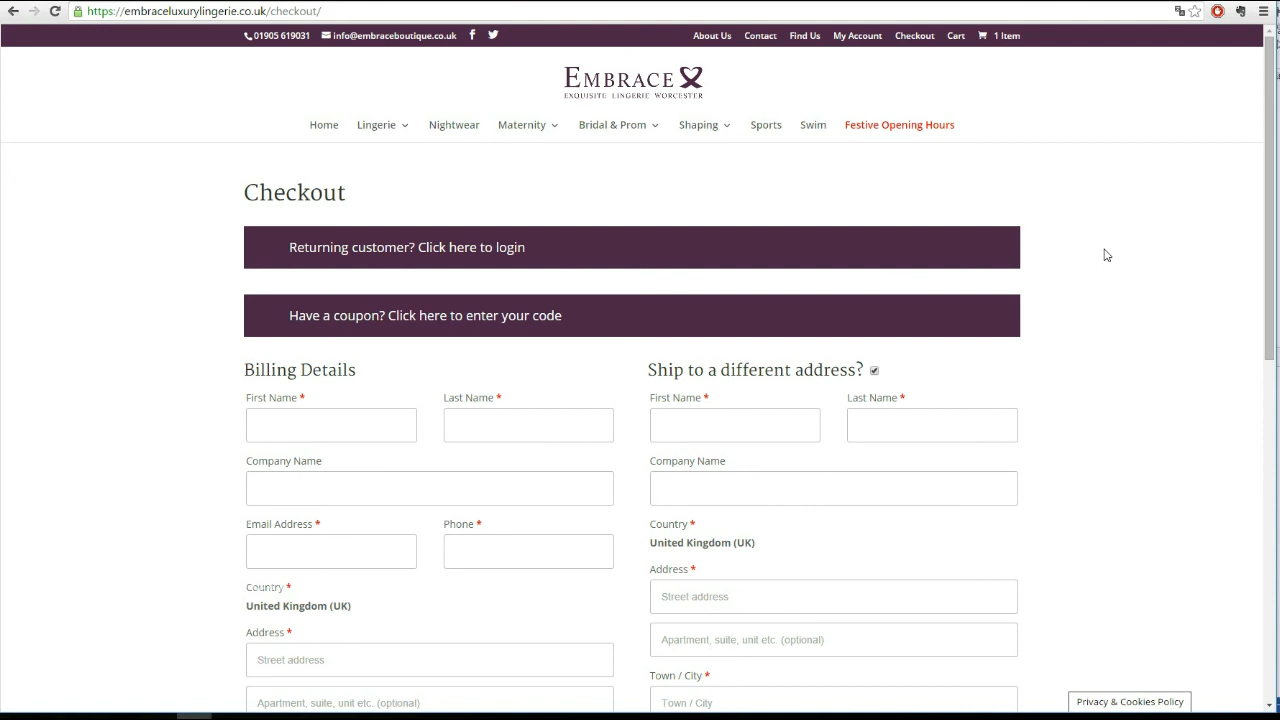 https://embraceluxurylingerie.co.uk/checkout/
01905 619031 info@embraceboutique.co.uk About Us Contact Find Us My Account Checkout Cart 1 Item
EMBRACE
EXQUISITE LINGERIE WORCESTER
Home Lingerie Nightwear Maternity Bridal & Prom Shaping Sports Swim Festive Opening Hours
Checkout
Returning customer? Click here to login
Have a coupon? Click here to enter your code
Billing Details Ship to a different address?
First Name * Last Name * First Name * Last Name *
Company Name Company Name
Email Address * Phone * Country *
United Kingdom (UK)
Address *
Country *
Street address
United Kingdom (UK)
Address * Apartment, suite, unit etc. (optional)
Street address Town / City *
Apartment, suite, unit etc. (optional) Town / City
Privacy & Cookies Policy